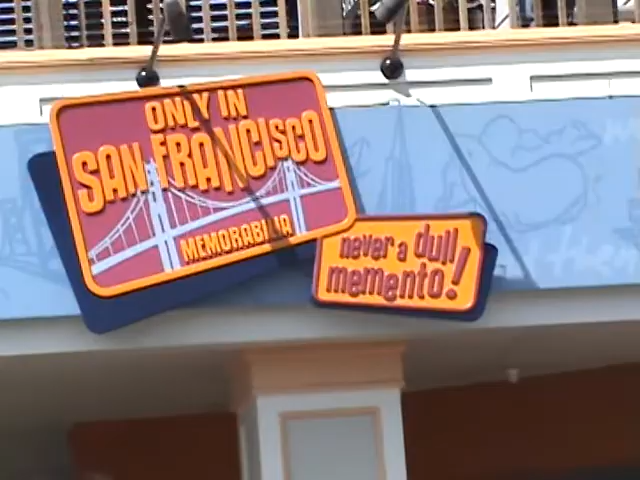 ONLY IN
SAN FRANCISCO
MEMORABILIA
never a dull
memento!